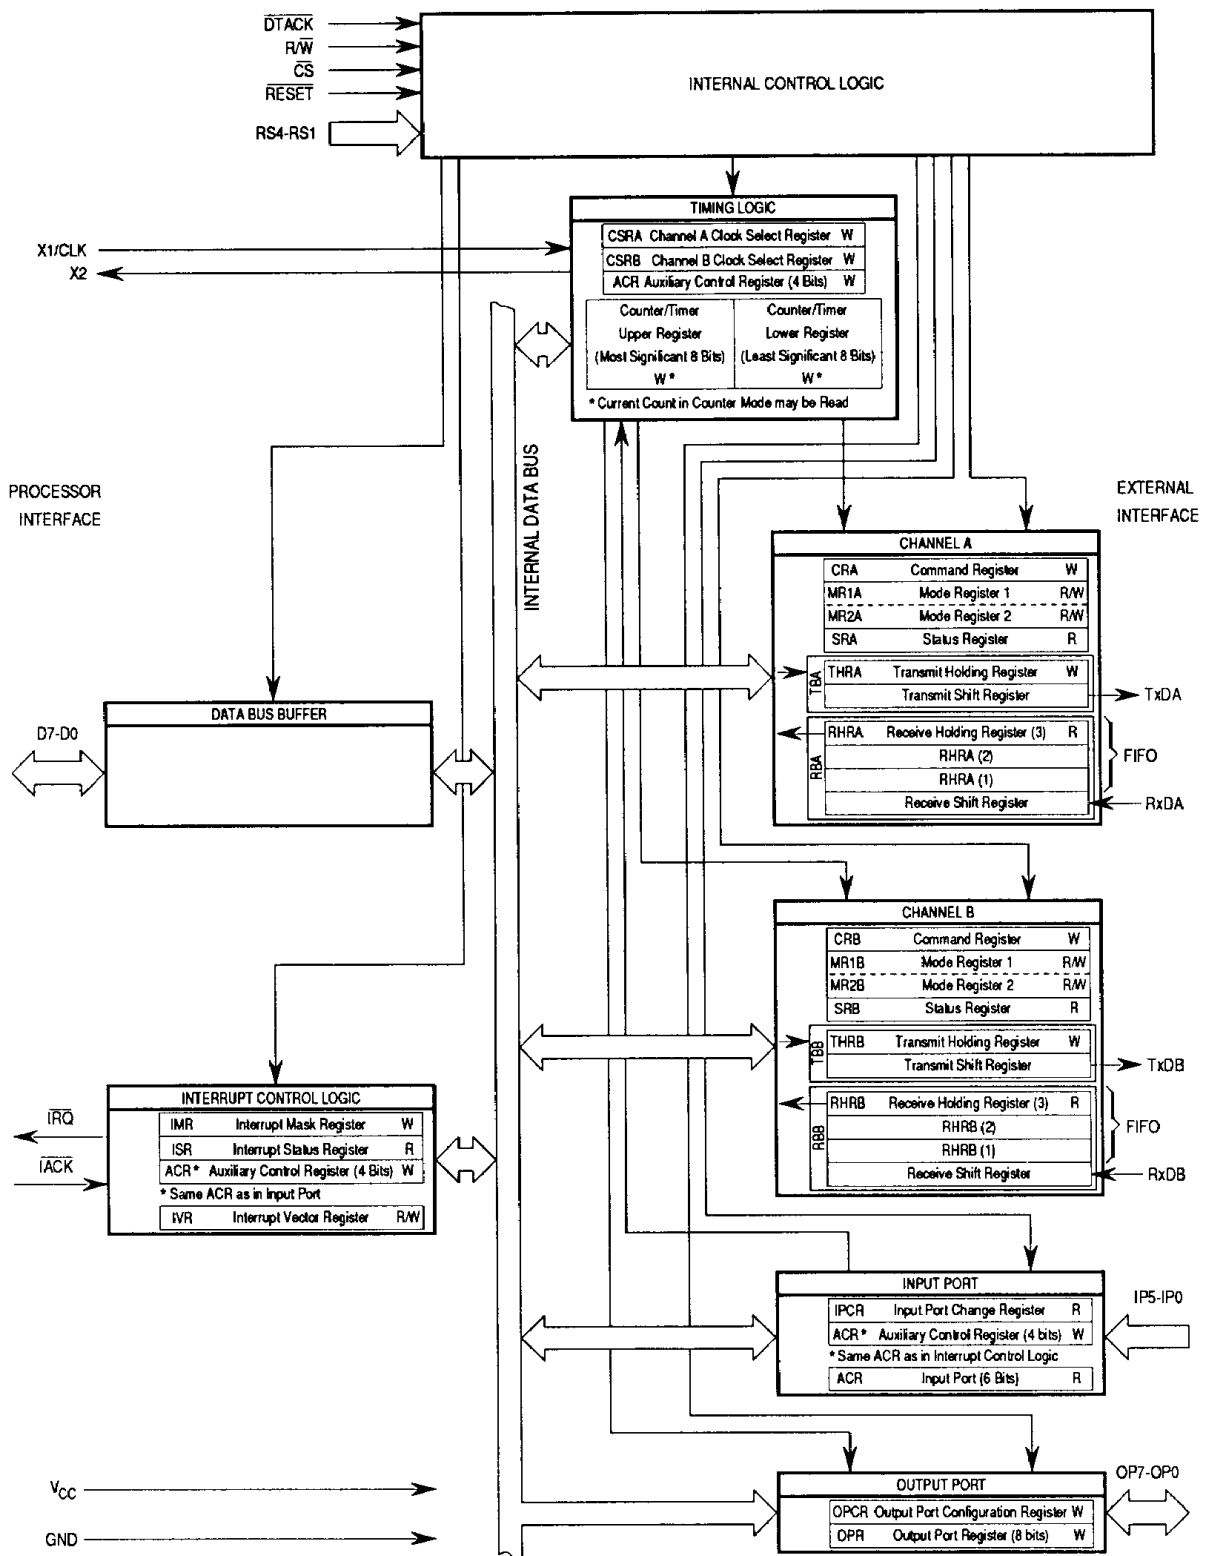 DTACK
R/W
CS
RESET
RS4-RS1
INTERNAL CONTROL LOGIC
TIMING LOGIC
CSRA Channel A Clock Select Register W
CSRB Channel B Clock Select Register W
ACR Auxiliary Control Register (4 Bits) W
Counter/Timer
Upper Register
(Most Significant 8 Bits)
W *
Counter/Timer
Lower Register
(Least Significant 8 Bits)
W *
* Current Count in Counter Mode may be Read
X1/CLK
X2
INTERNAL DATA BUS
PROCESSOR
INTERFACE
EXTERNAL
INTERFACE
CHANNEL A
CRA Command Register W
MR1A Mode Register 1 R/W
MR2A Mode Register 2 R/W
SRA Status Register R
TBA
THRA Transmit Holding Register W
Transmit Shift Register
TxDA
RBA
RHRA Receive Holding Register (3) R
RHRA (2)
RHRA (1)
Receive Shift Register
FIFO
RxDA
DATA BUS BUFFER
D7-D0
CHANNEL B
CRB Command Register W
MR1B Mode Register 1 R/W
MR2B Mode Register 2 R/W
SRB Status Register R
TBB
THRB Transmit Holding Register W
Transmit Shift Register
TxDB
RBB
RHRB Receive Holding Register (3) R
RHRB (2)
RHRB (1)
Receive Shift Register
FIFO
RxDB
INTERRUPT CONTROL LOGIC
IRQ
IACK
IMR Interrupt Mask Register W
ISR Interrupt Status Register R
ACR * Auxiliary Control Register (4 Bits) W
* Same ACR as in Input Port
IVR Interrupt Vector Register R/W
INPUT PORT
IPCR Input Port Change Register R
ACR * Auxiliary Control Register (4 bits) W
* Same ACR as in Interrupt Control Logic
ACR Input Port (6 Bits) R
IP5-IP0
OUTPUT PORT
OPCR Output Port Configuration Register W
OPR Output Port Register (8 bits) W
OP7-OP0
VCC
GND